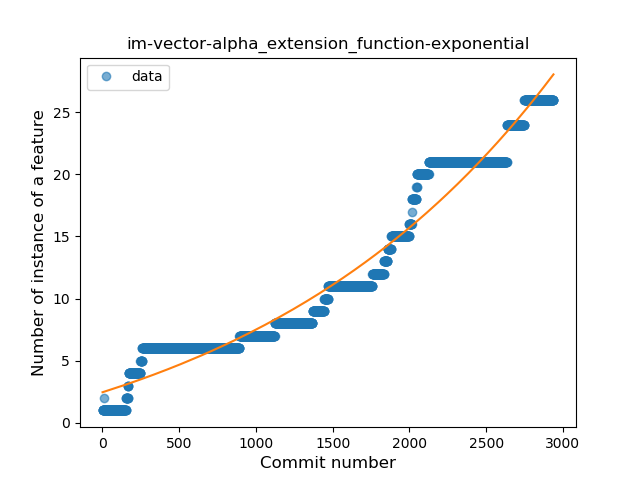 im-vector-alpha_extension_function-exponential
data
Number of instance of a feature
25
20
15
10
5
0
0 500 1000 1500 2000 2500 3000
Commit number